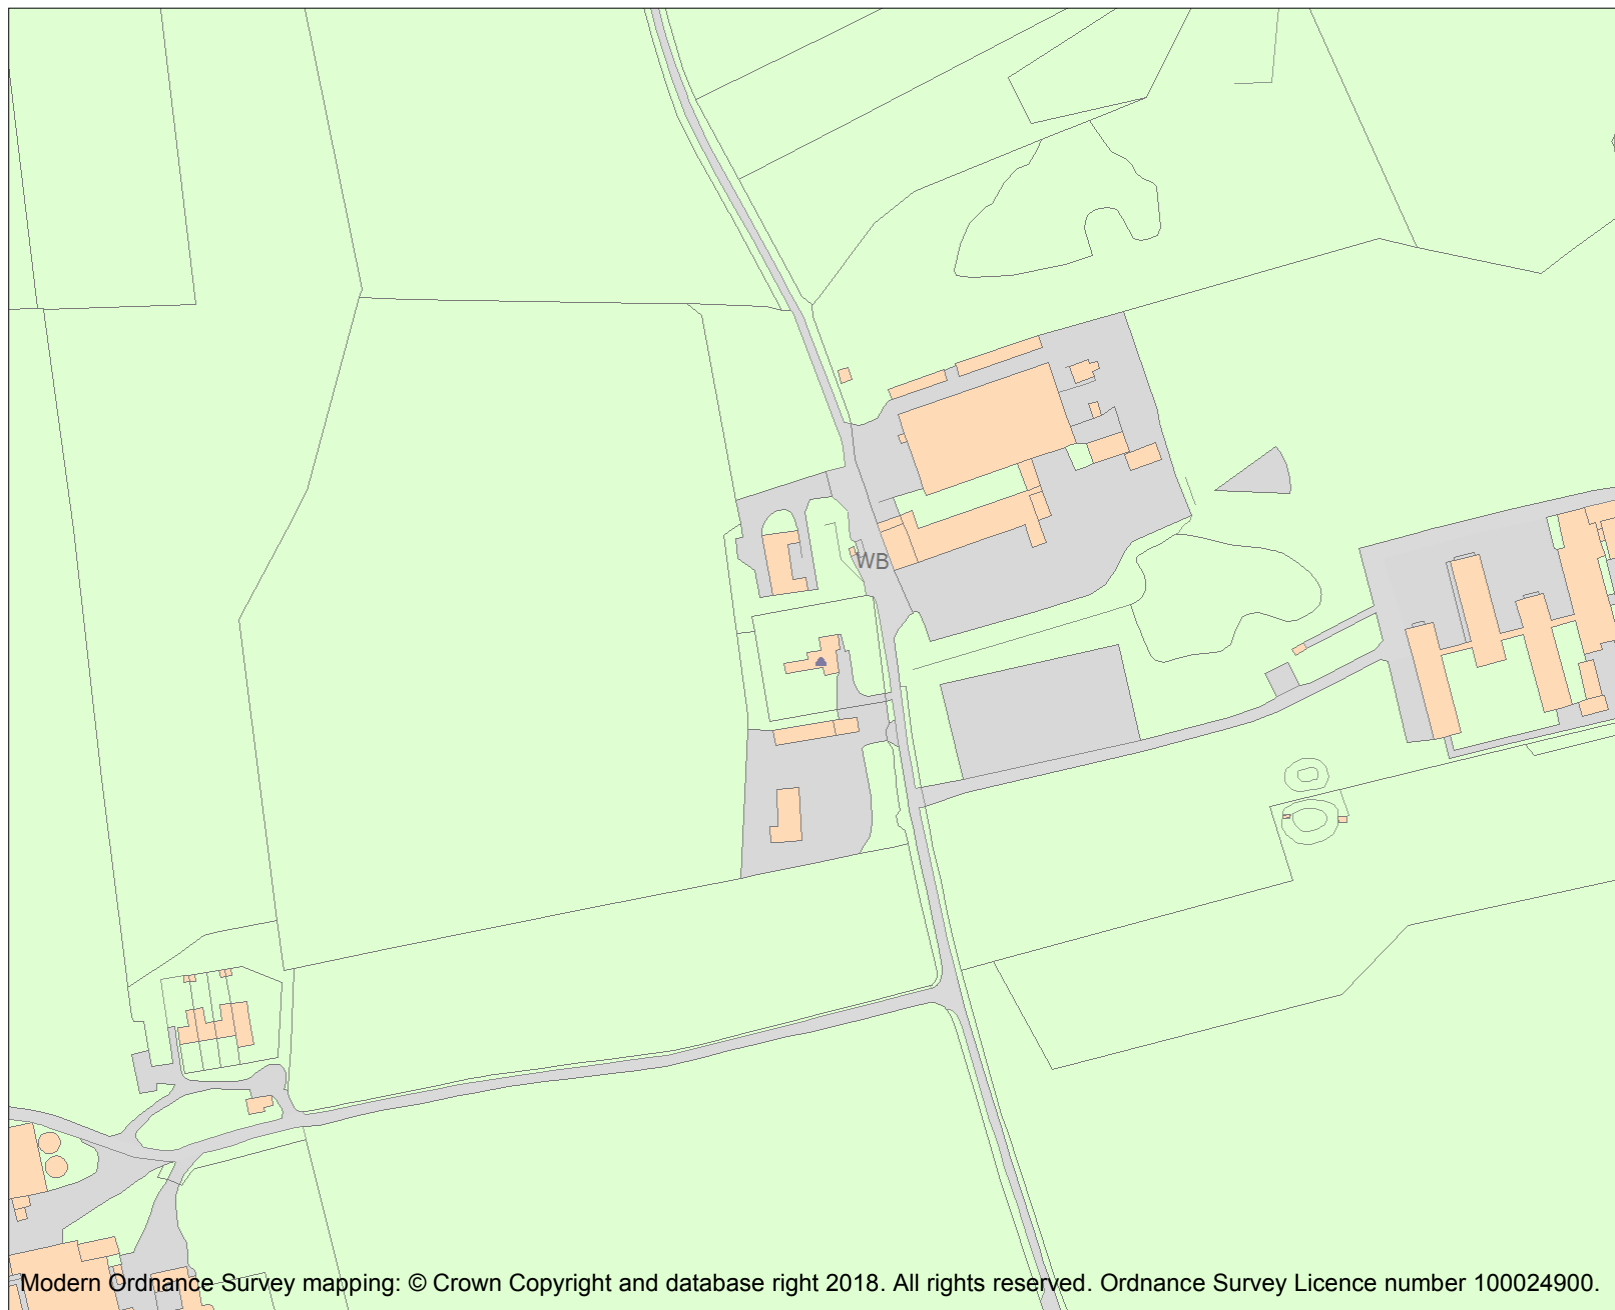 WB
Modern Ordnance Survey mapping: © Crown Copyright and database right 2018. All rights reserved. Ordnance Survey Licence number 100024900.